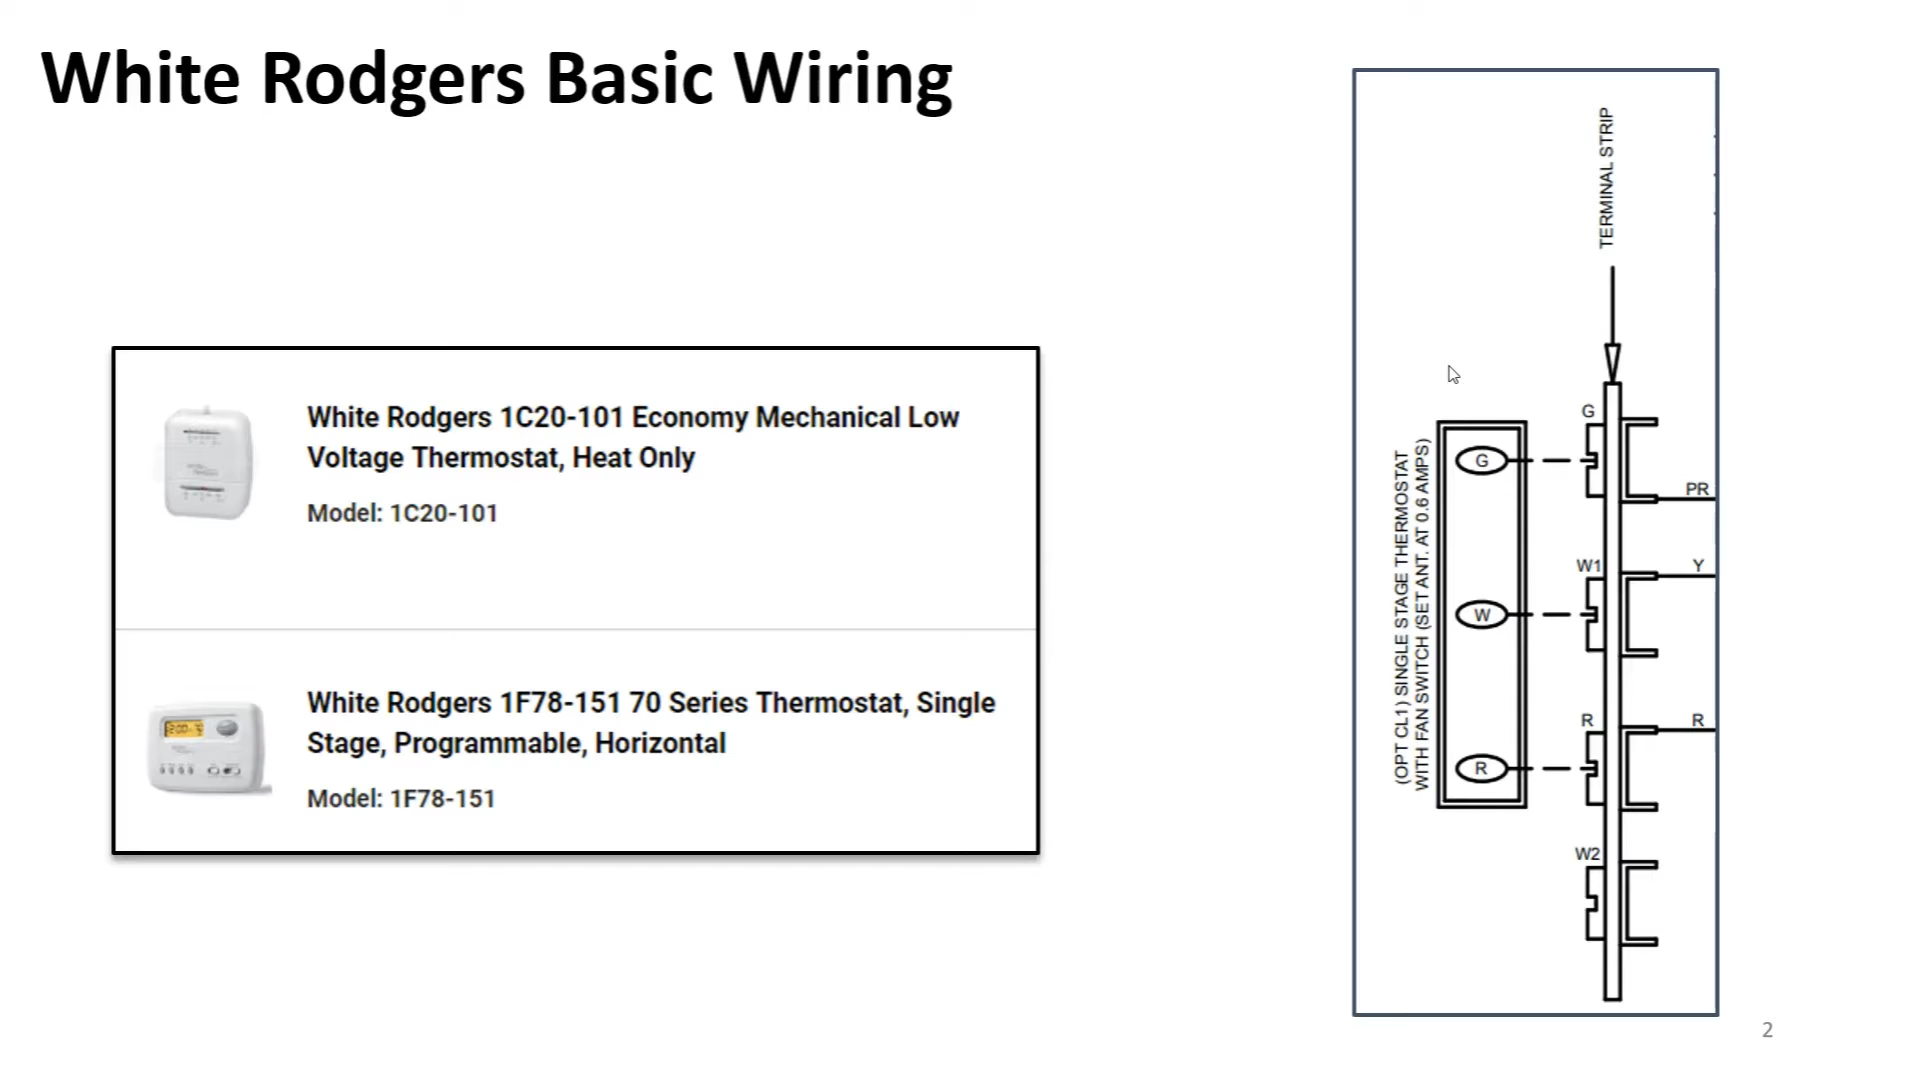 White Rodgers Basic Wiring
White Rodgers 1C20-101 Economy Mechanical Low
Voltage Thermostat, Heat Only
Model: 1C20-101
White Rodgers 1F78-151 70 Series Thermostat, Single
Stage, Programmable, Horizontal
Model: 1F78-151
TERMINAL STRIP
(OPT CL1) SINGLE STAGE THERMOSTAT
WITH FAN SWITCH (SET ANT. AT 0.6 AMPS)
G
G
PR
W1
Y
W
R
R
R
W2
2